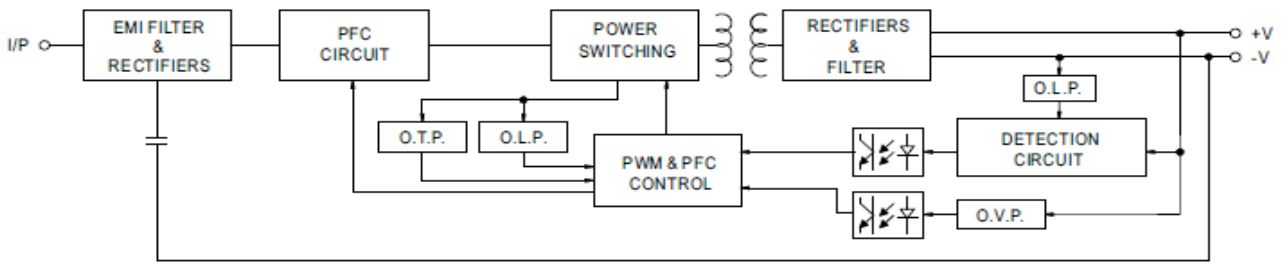 I/P
EMI FILTER
&
RECTIFIERS
PFC
CIRCUIT
POWER
SWITCHING
RECTIFIERS
&
FILTER
+V
-V
O.L.P.
O.T.P.
O.L.P.
PWM & PFC
CONTROL
DETECTION
CIRCUIT
O.V.P.